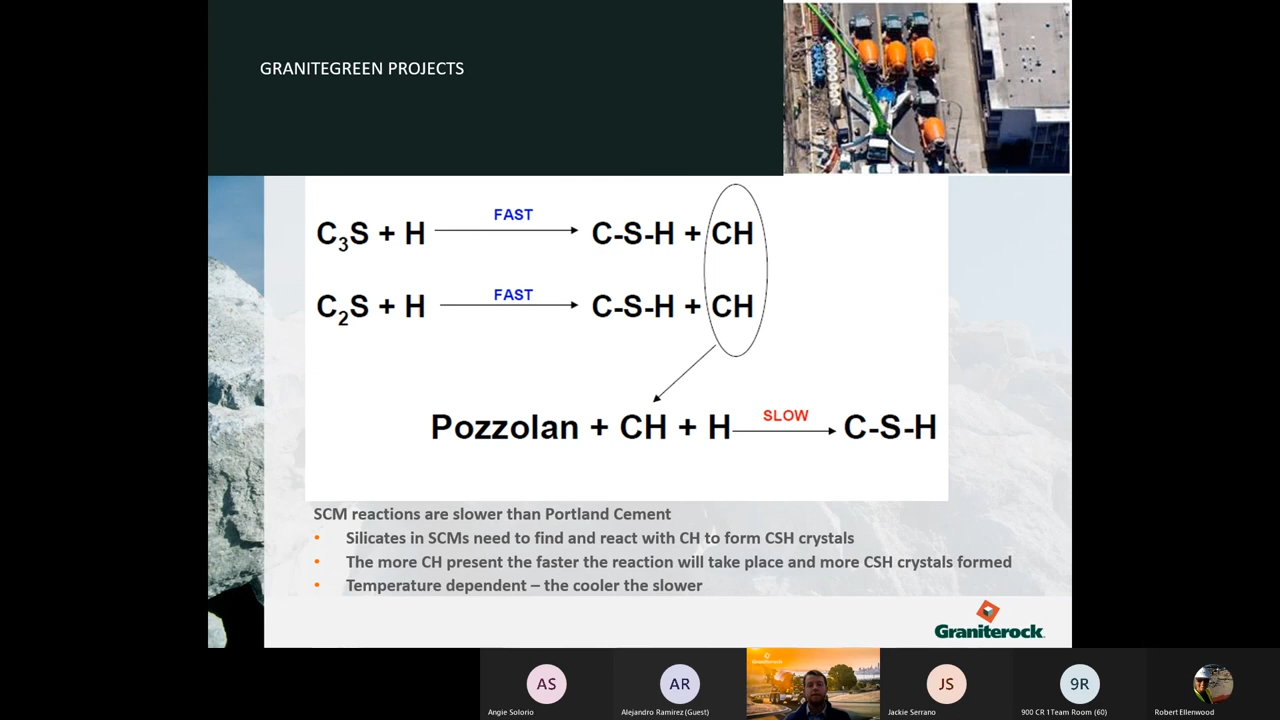 GRANITEGREEN PROJECTS
FAST
C₃S + H C-S-H + CH
FAST
C₂S + H C-S-H + CH
SLOW
Pozzolan + CH + H C-S-H
SCM reactions are slower than Portland Cement
• Silicates in SCMs need to find and react with CH to form CSH crystals
• The more CH present the faster the reaction will take place and more CSH crystals formed
• Temperature dependent – the cooler the slower
Graniterock
AS
AR
Graniterock
JS
9R
Angie Solorio
Alejandro Ramirez (Guest)
Jackie Serrano
900 CR 1Team Room (60)
Robert Ellenwood